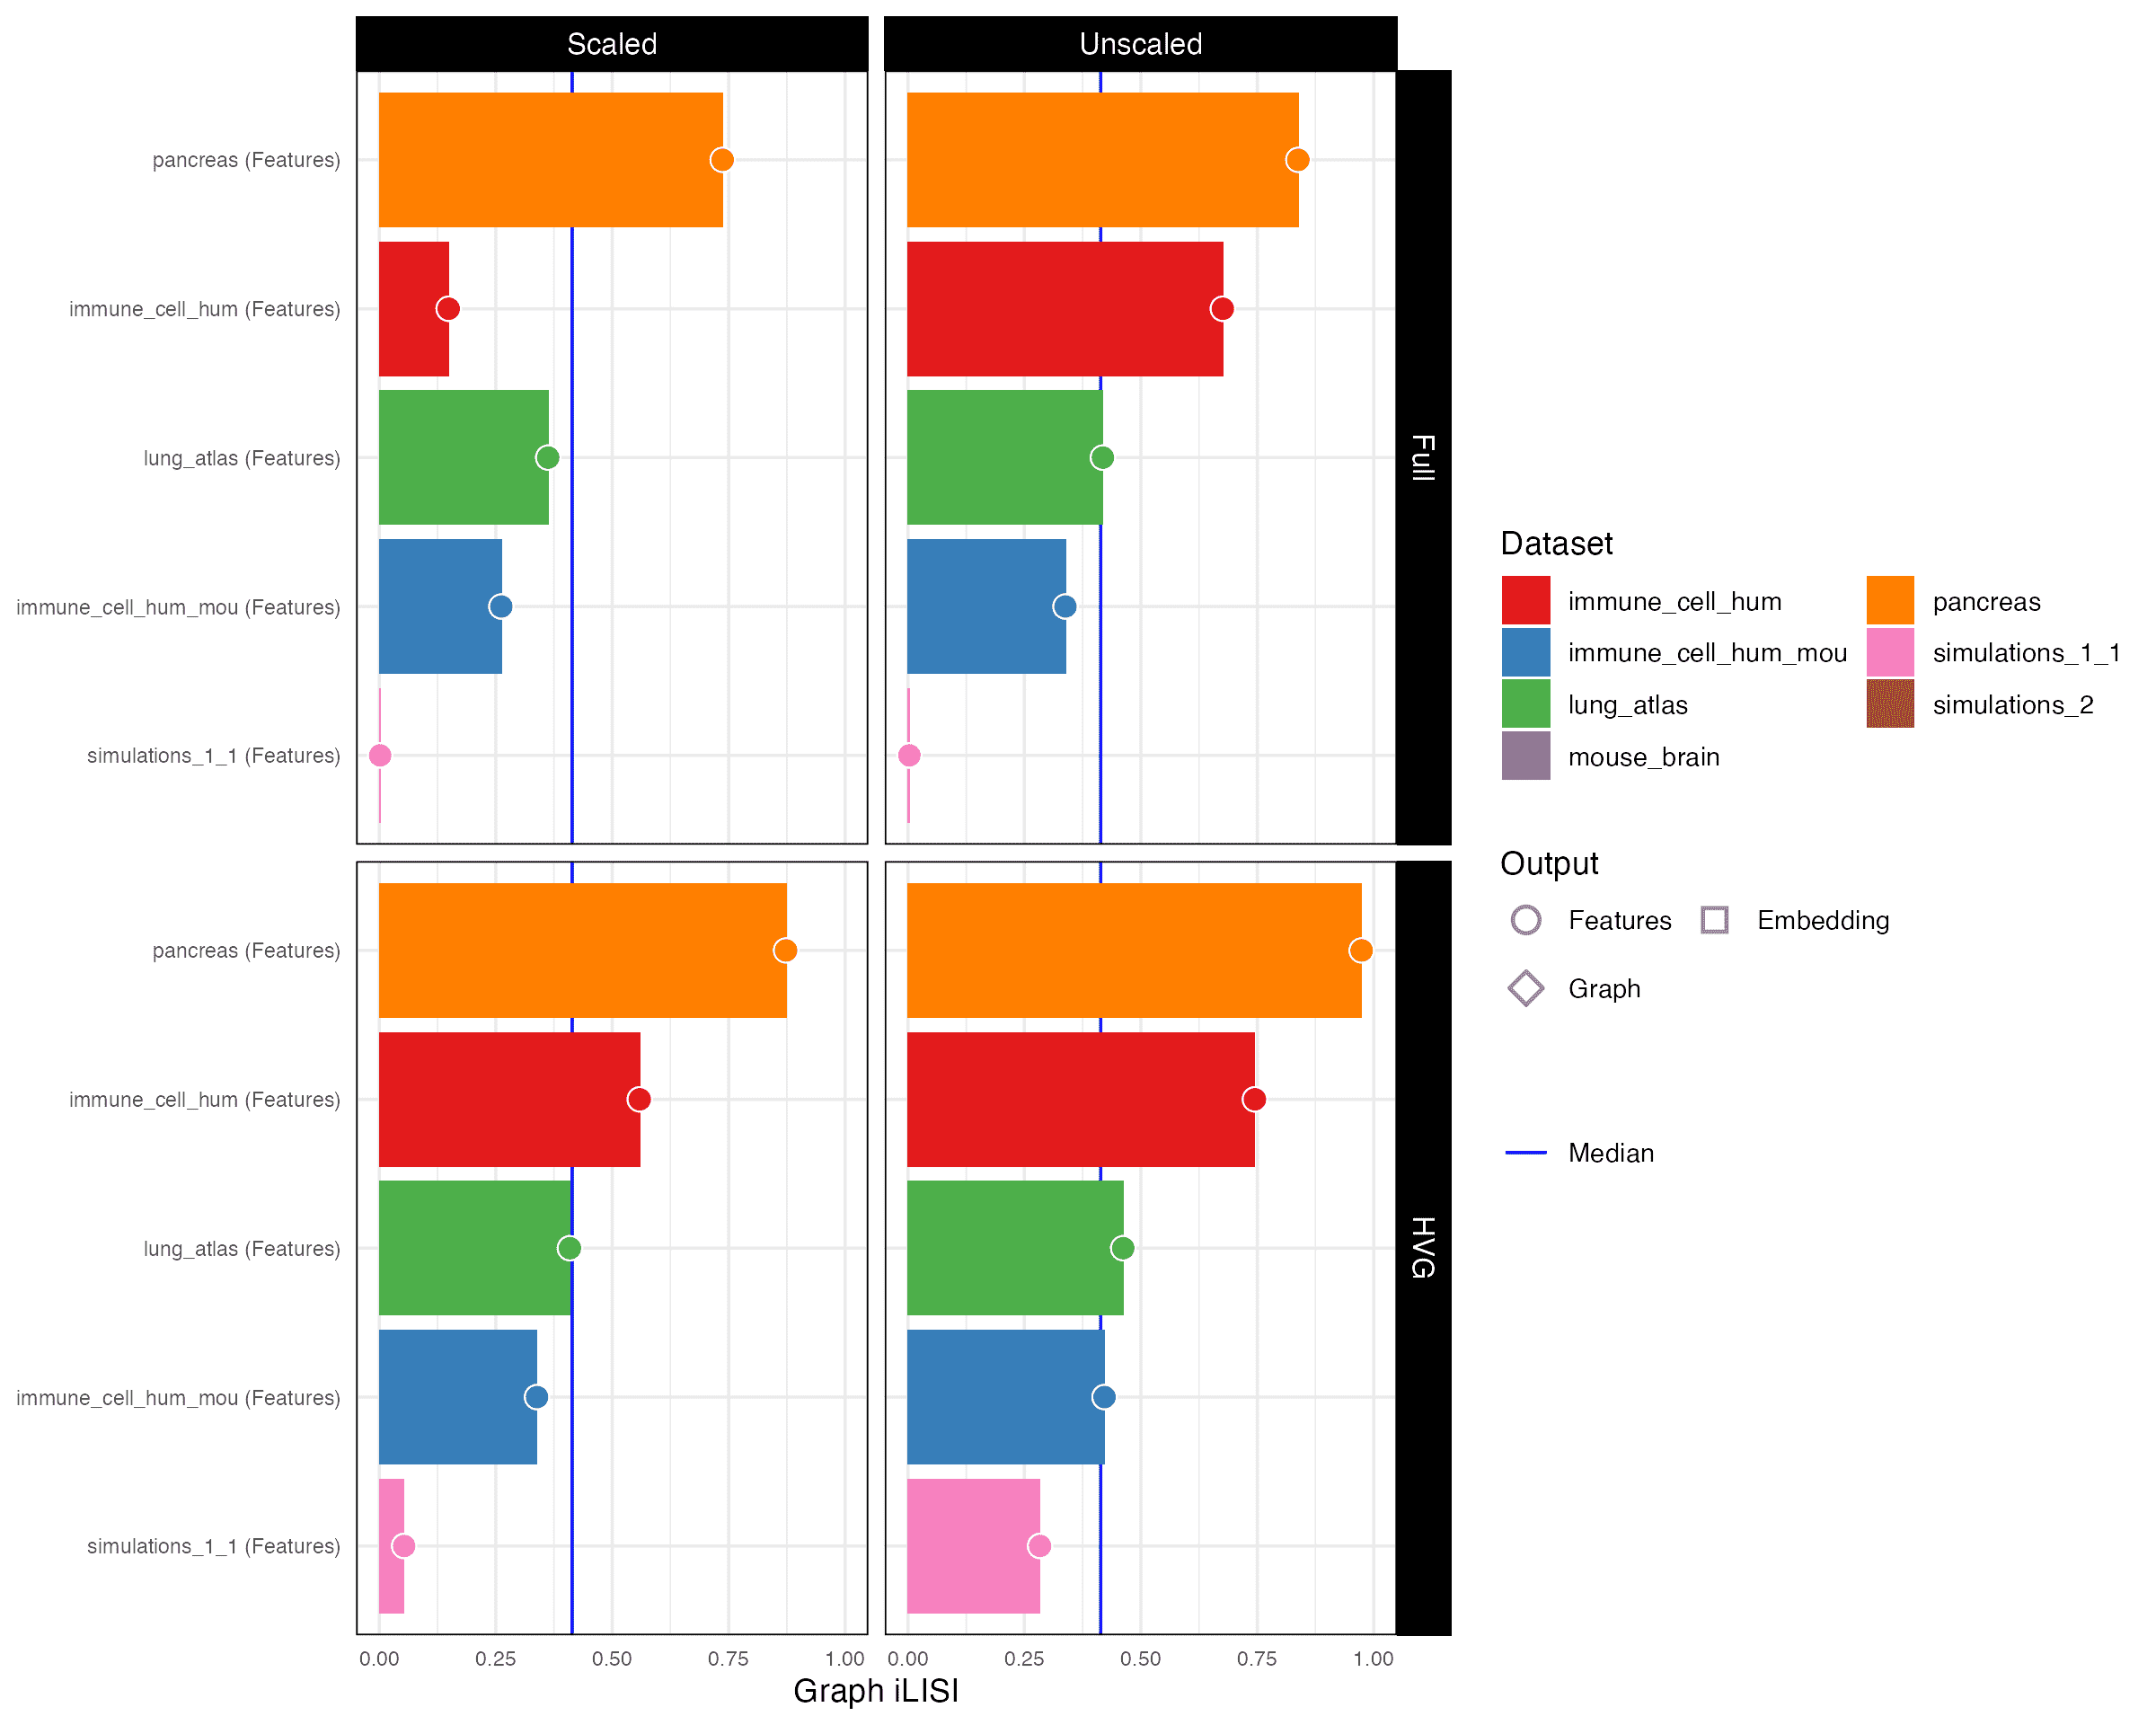 Scaled
Unscaled
pancreas (Features)
immune_cell_hum (Features)
lung_atlas (Features)
immune_cell_hum_mou (Features)
simulations_1_1 (Features)
Full
pancreas (Features)
immune_cell_hum (Features)
lung_atlas (Features)
immune_cell_hum_mou (Features)
simulations_1_1 (Features)
HVG
0.00 0.25 0.50 0.75 1.00
0.00 0.25 0.50 0.75 1.00
Graph iLISI
Dataset
immune_cell_hum
immune_cell_hum_mou
lung_atlas
mouse_brain
pancreas
simulations_1_1
simulations_2
Output
Features
Embedding
Graph
Median